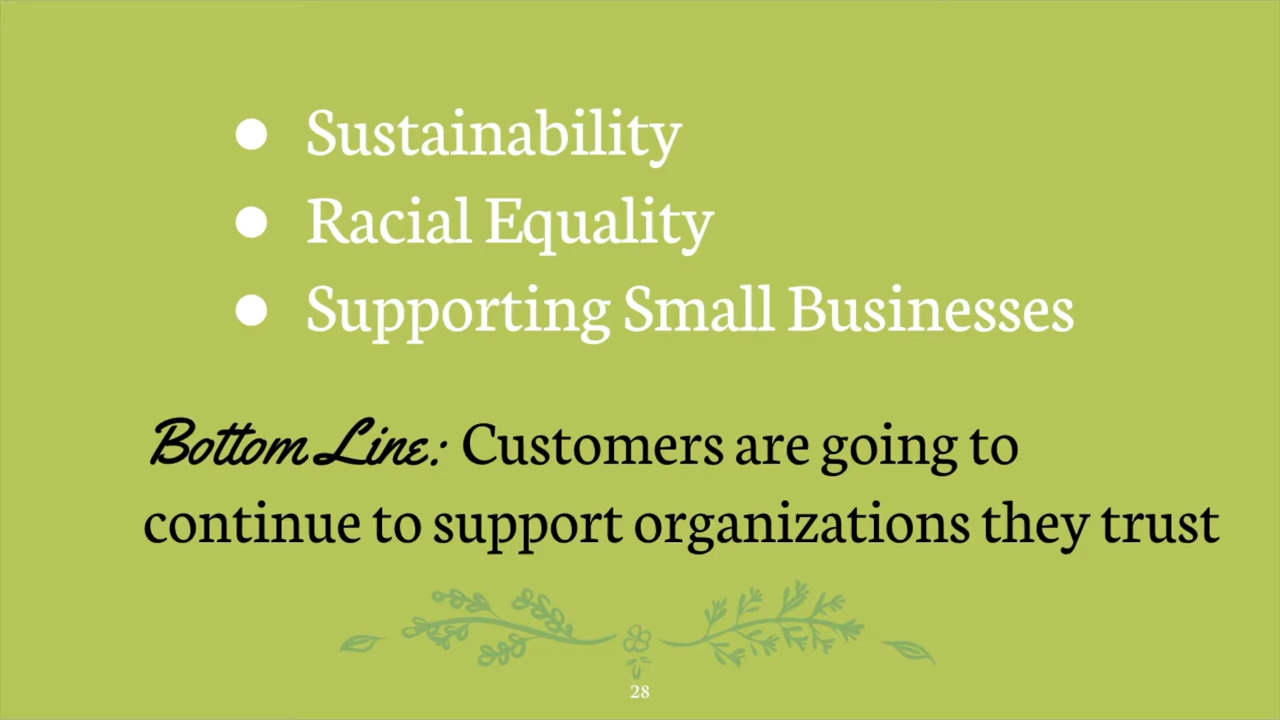 ● Sustainability
● Racial Equality
● Supporting Small Businesses
Bottom Line: Customers are going to
continue to support organizations they trust
28